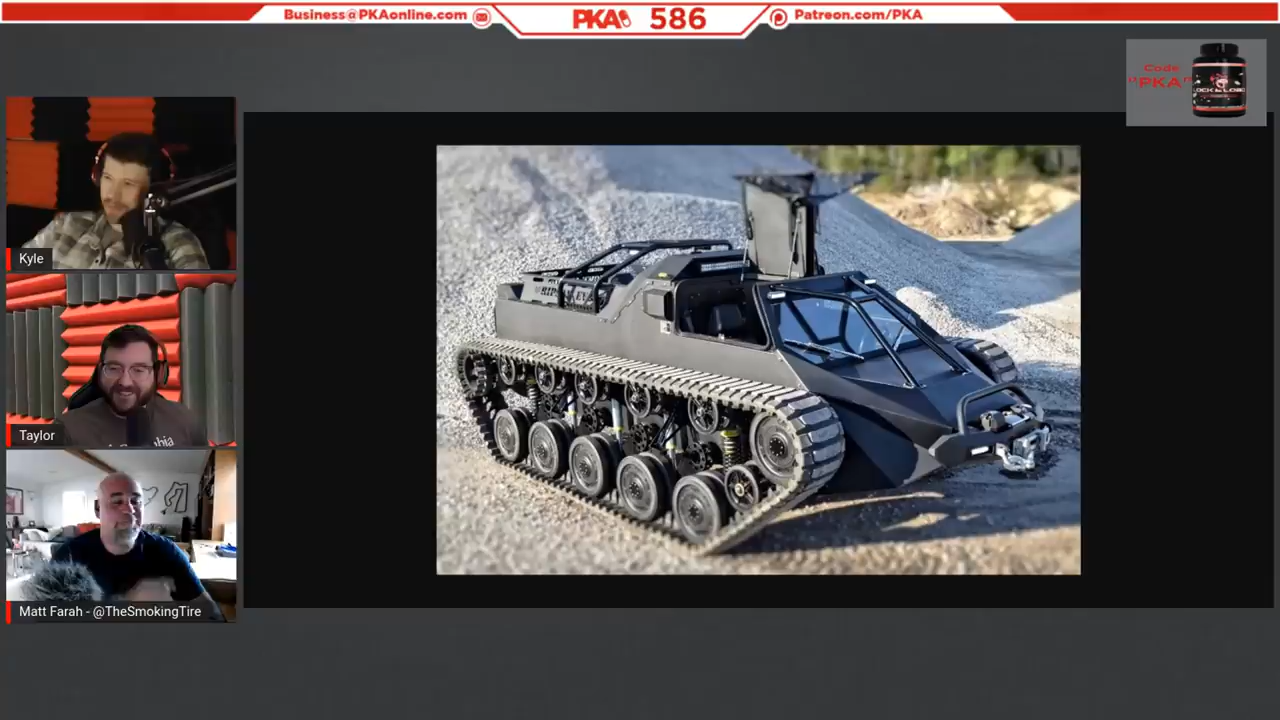 Business@PKAonline.com
PKA 586
Patreon.com/PKA
Code
"PKA"
Kyle
Taylor
Matt Farah - @TheSmokingTire